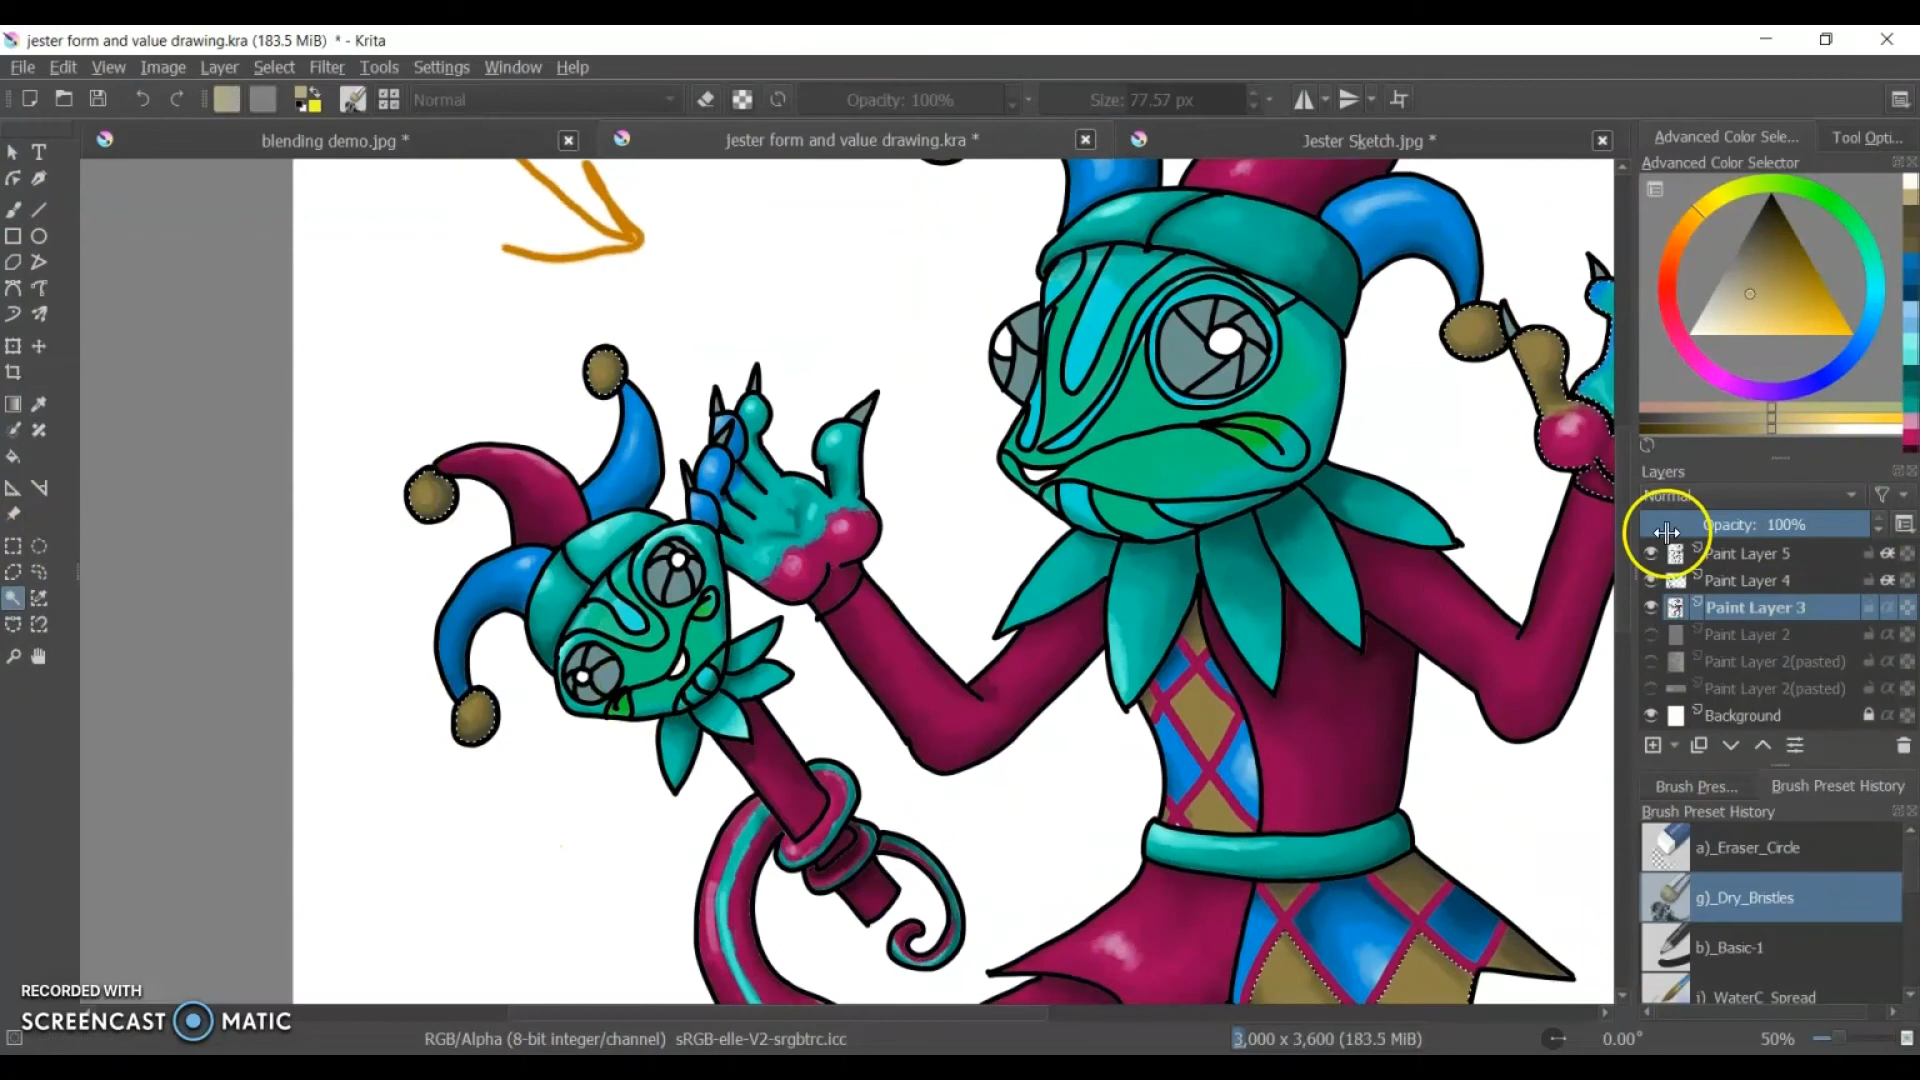 jester form and value drawing.kra (183.5 MiB) * - Krita
File Edit View Image Layer Select Filter Tools Settings Window Help
Normal Opacity: 100% Size: 77.57 px
blending demo.jpg * jester form and value drawing.kra * Jester Sketch.jpg *
Advanced Color Sele... Tool Opti...
Advanced Color Selector
Layers
Normal
Opacity: 100%
Paint Layer 5
Paint Layer 4
Paint Layer 3
Paint Layer 2
Paint Layer 2(pasted)
Paint Layer 2(pasted)
Background
Brush Pres... Brush Preset History
Brush Preset History
a)_Eraser_Circle
g)_Dry_Bristles
b)_Basic-1
i)_WaterC_Spread
RECORDED WITH
SCREENCAST MATIC
RGB/Alpha (8-bit integer/channel) sRGB-elle-V2-srgbtrc.icc 3,000 x 3,600 (183.5 MiB) 0.00° 50%